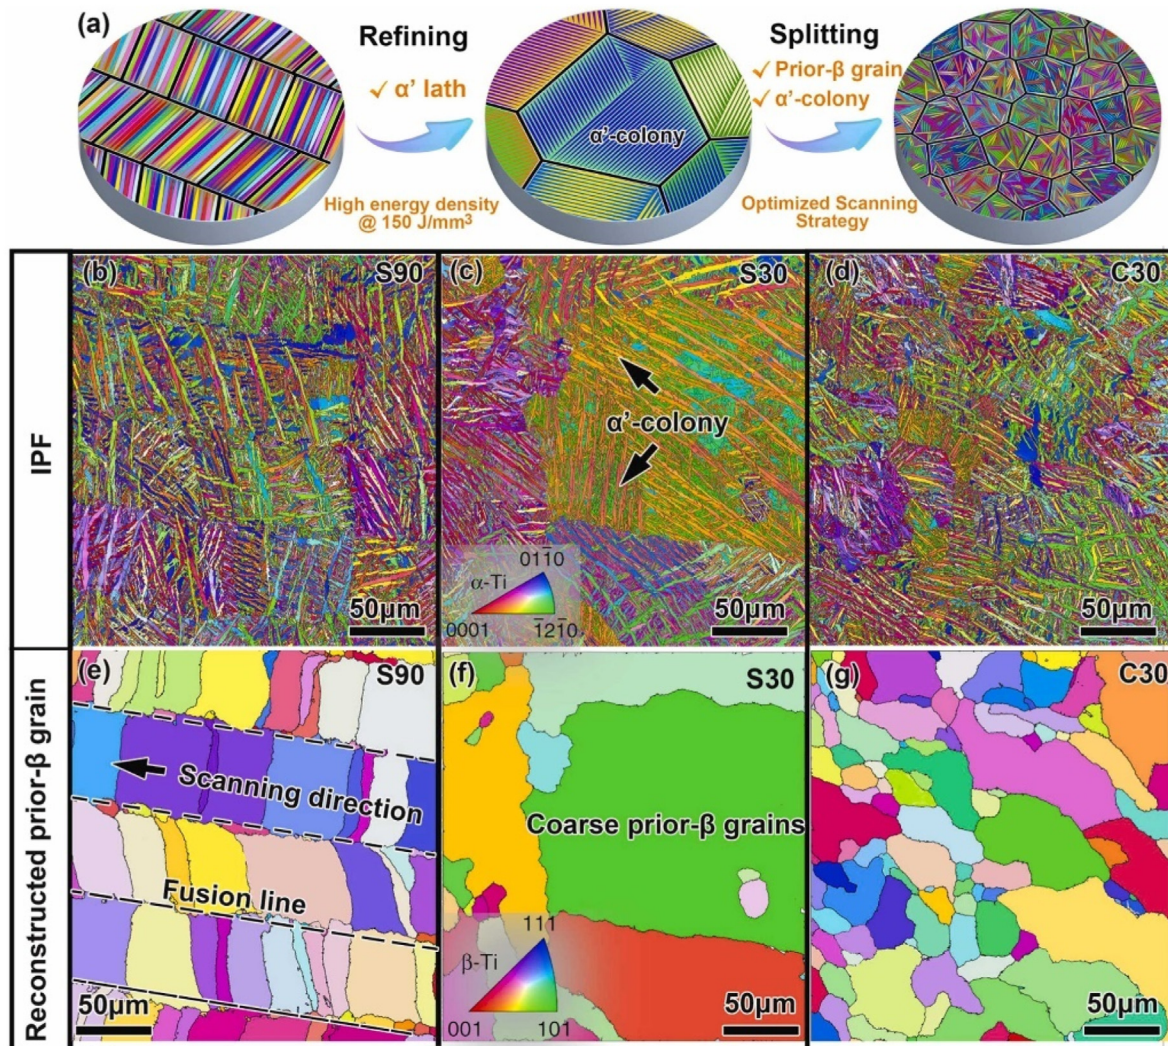 (a)
Refining
✓ α' lath
High energy density
@ 150 J/mm³
α'-colony
Splitting
✓ Prior-β grain
✓ α'-colony
Optimized Scanning
Strategy
IPF
(b)
S90
50μm
(c)
S30
α'-colony
011̅0
α-Ti
0001
1̅21̅0
50μm
(d)
C30
50μm
Reconstructed prior-β grain
(e)
S90
Scanning direction
Fusion line
50μm
(f)
S30
Coarse prior-β grains
111
β-Ti
001
101
50μm
(g)
C30
50μm